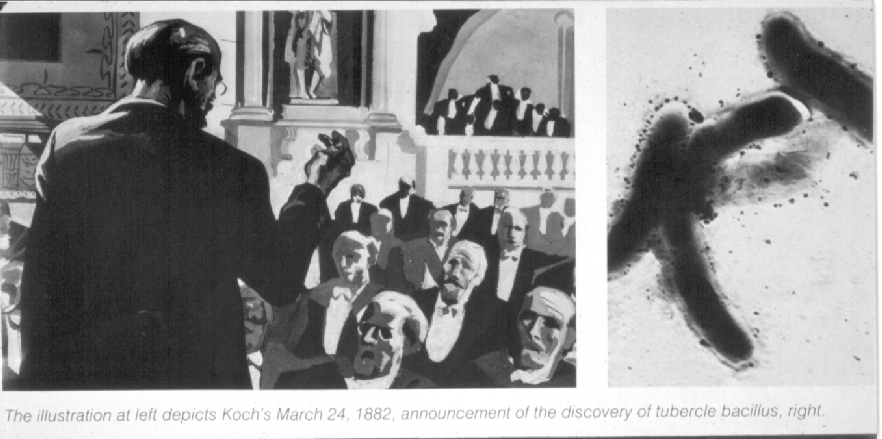 The illustration at left depicts Koch's March 24, 1882, announcement of the discovery of tubercle bacillus, right.